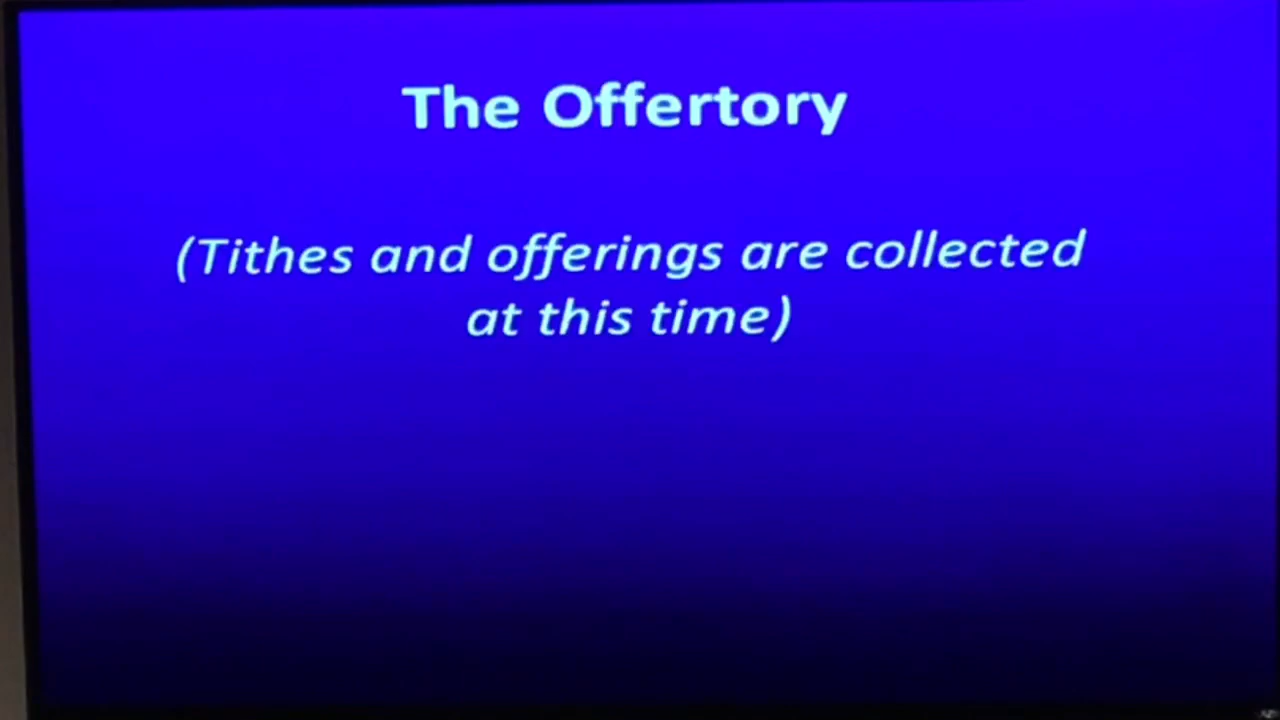 The Offertory
(Tithes and offerings are collected
at this time)